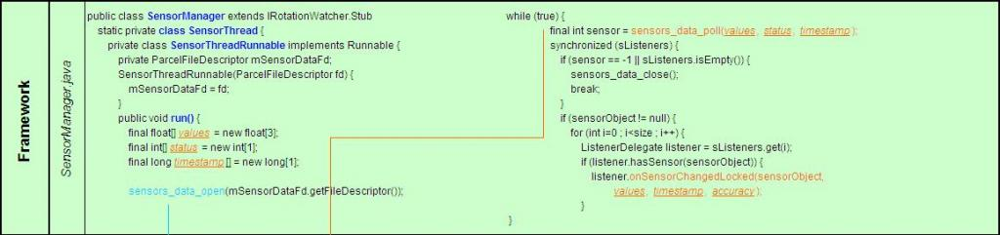 Framework
SensorManager.java
public class SensorManager extends IRotationWatcher.Stub
static private class SensorThread {
private class SensorThreadRunnable implements Runnable {
private ParcelFileDescriptor mSensorDataFd;
SensorThreadRunnable(ParcelFileDescriptor fd) {
mSensorDataFd = fd;
}
public void run() {
final float[] values = new float[3];
final int[] status = new int[1];
final long timestamp[] = new long[1];
sensors_data_open(mSensorDataFd.getFileDescriptor());
while (true) {
final int sensor = sensors_data_poll(values, status, timestamp);
synchronized (sListeners) {
if (sensor == -1 || sListeners.isEmpty()) {
sensors_data_close();
break;
}
if (sensorObject != null) {
for (int i=0 ; i<size ; i++) {
ListenerDelegate listener = sListeners.get(i);
if (listener.hasSensor(sensorObject)) {
listener.onSensorChangedLocked(sensorObject,
values, timestamp, accuracy);
}
}